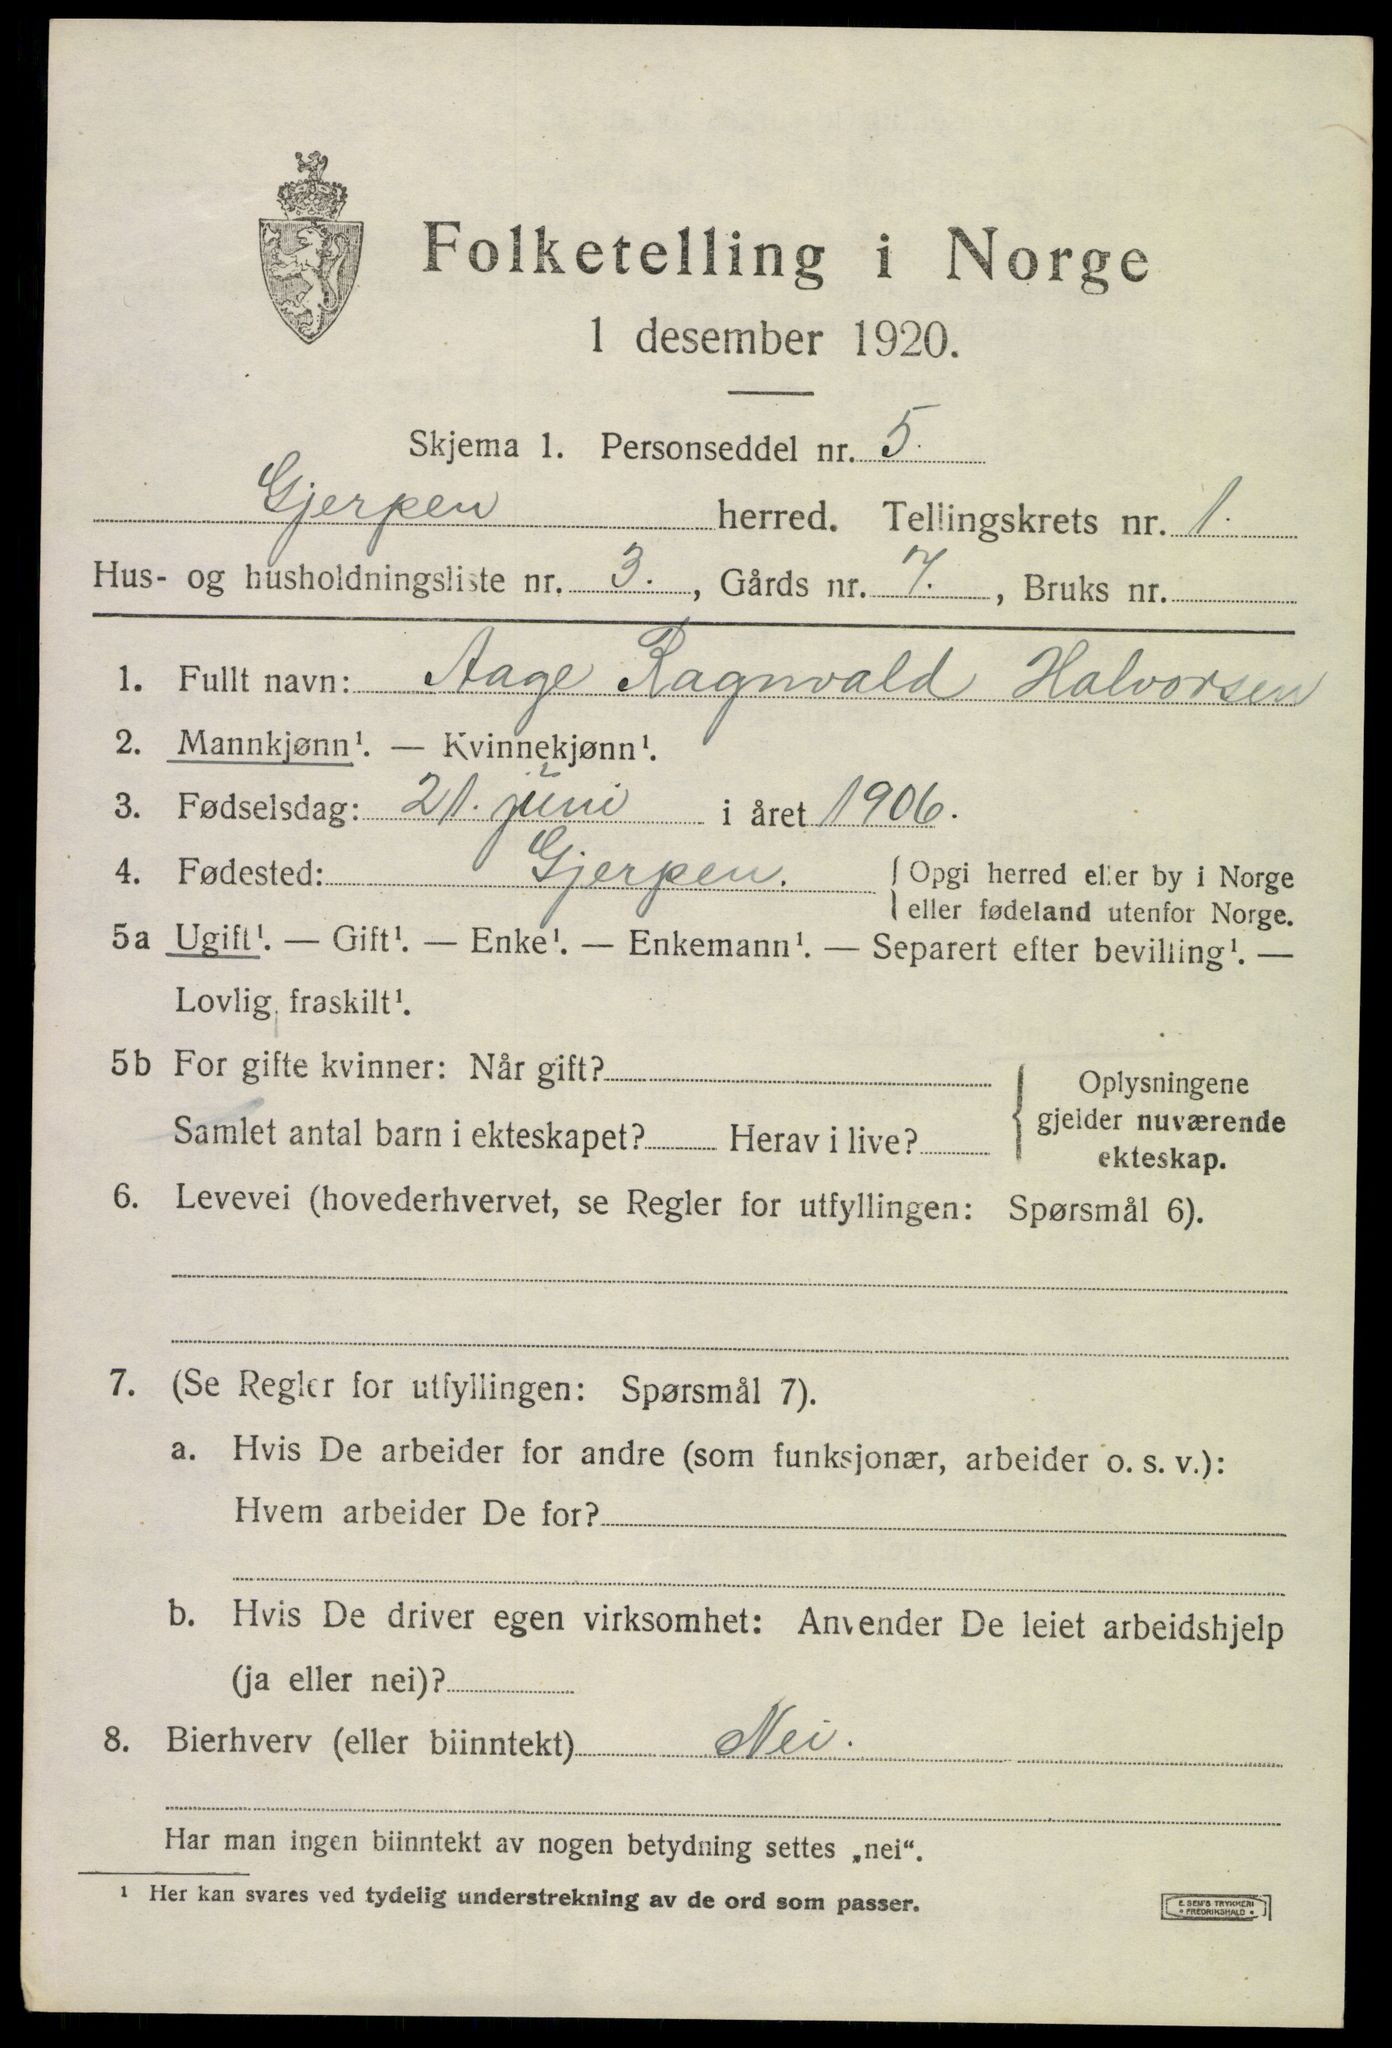 Folketelling i Norge
1 desember 1920.
Skjema 1. Personseddel nr. 5.
Gjerpen herred. Tellingskrets nr. 1.
Hus- og husholdningsliste nr. 3., Gårds nr. 7., Bruks nr.
1. Fullt navn: Aage Ragnvald Halvorsen
2. Mannkjønn¹. — Kvinnekjønn¹.
3. Fødselsdag: 21. juni i året 1906.
4. Fødested: Gjerpen. Opgi herred eller by i Norge
eller fødeland utenfor Norge.
5a Ugift¹. — Gift¹. — Enke¹. — Enkemann¹. — Separert efter bevilling¹. —
Lovlig fraskilt¹.
5b For gifte kvinner: Når gift?
Samlet antal barn i ekteskapet? Herav i live?
Oplysningene
gjelder nuværende
ekteskap.
6. Levevei (hovederhvervet, se Regler for utfyllingen: Spørsmål 6).
7. (Se Regler for utfyllingen: Spørsmål 7).
a. Hvis De arbeider for andre (som funksjonær, arbeider o. s. v.):
Hvem arbeider De for?
b. Hvis De driver egen virksomhet: Anvender De leiet arbeidshjelp
(ja eller nei)?
8. Bierhverv (eller biinntekt) Nei.
Har man ingen biinntekt av nogen betydning settes „nei“.
¹ Her kan svares ved tydelig understrekning av de ord som passer.
E. SEM'S TRYKKERI
FREDRIKSHALD